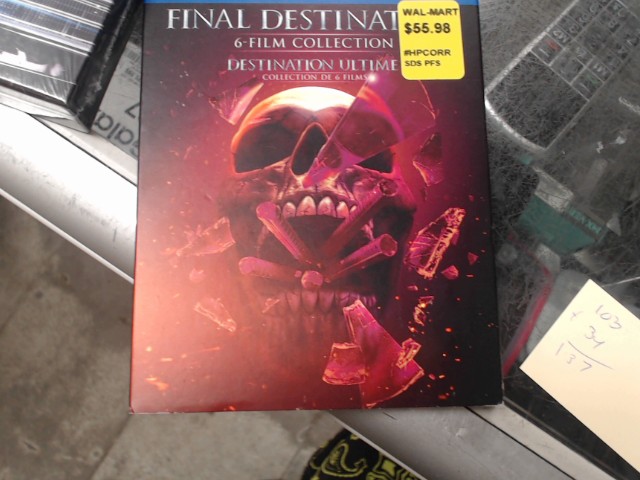 FINAL DESTINAT
6-FILM COLLECTION
DESTINATION ULTIME
COLLECTION DE 6 FILMS
WAL-MART
$55.98
#HPCORR
SDS PFS
103
34
137